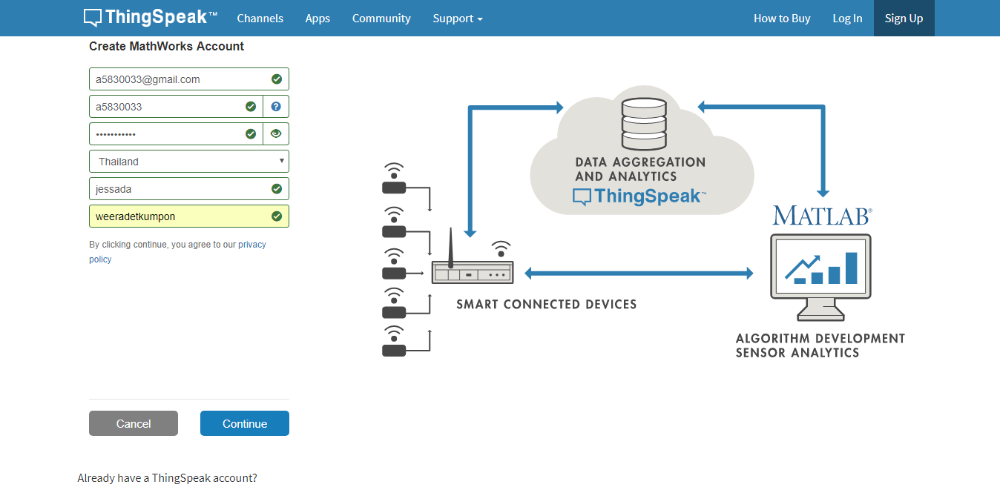 ThingSpeak™ Channels Apps Community Support How to Buy Log In Sign Up
Create MathWorks Account
a5830033@gmail.com
a5830033
•••••••••••
Thailand
jessada
weeradetkumpon
By clicking continue, you agree to our privacy
policy
Cancel Continue
Already have a ThingSpeak account?
DATA AGGREGATION
AND ANALYTICS
ThingSpeak™
MATLAB®
SMART CONNECTED DEVICES
ALGORITHM DEVELOPMENT
SENSOR ANALYTICS